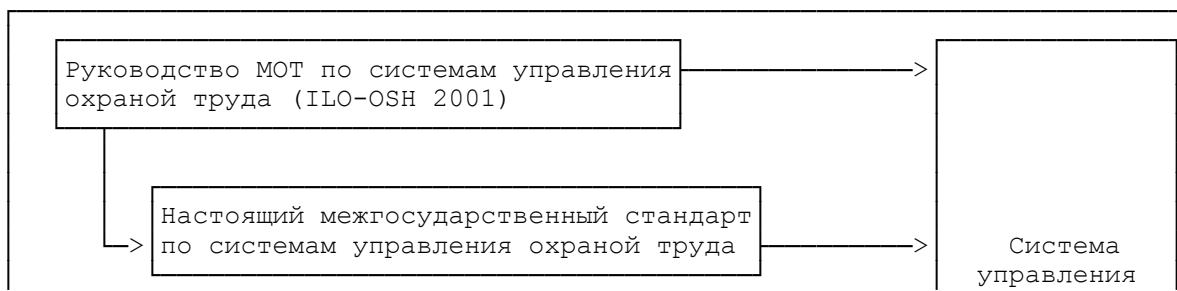 Руководство МОТ по системам управления
охраной труда (ILO-OSH 2001)
Настоящий межгосударственный стандарт
по системам управления охраной труда
Система
управления